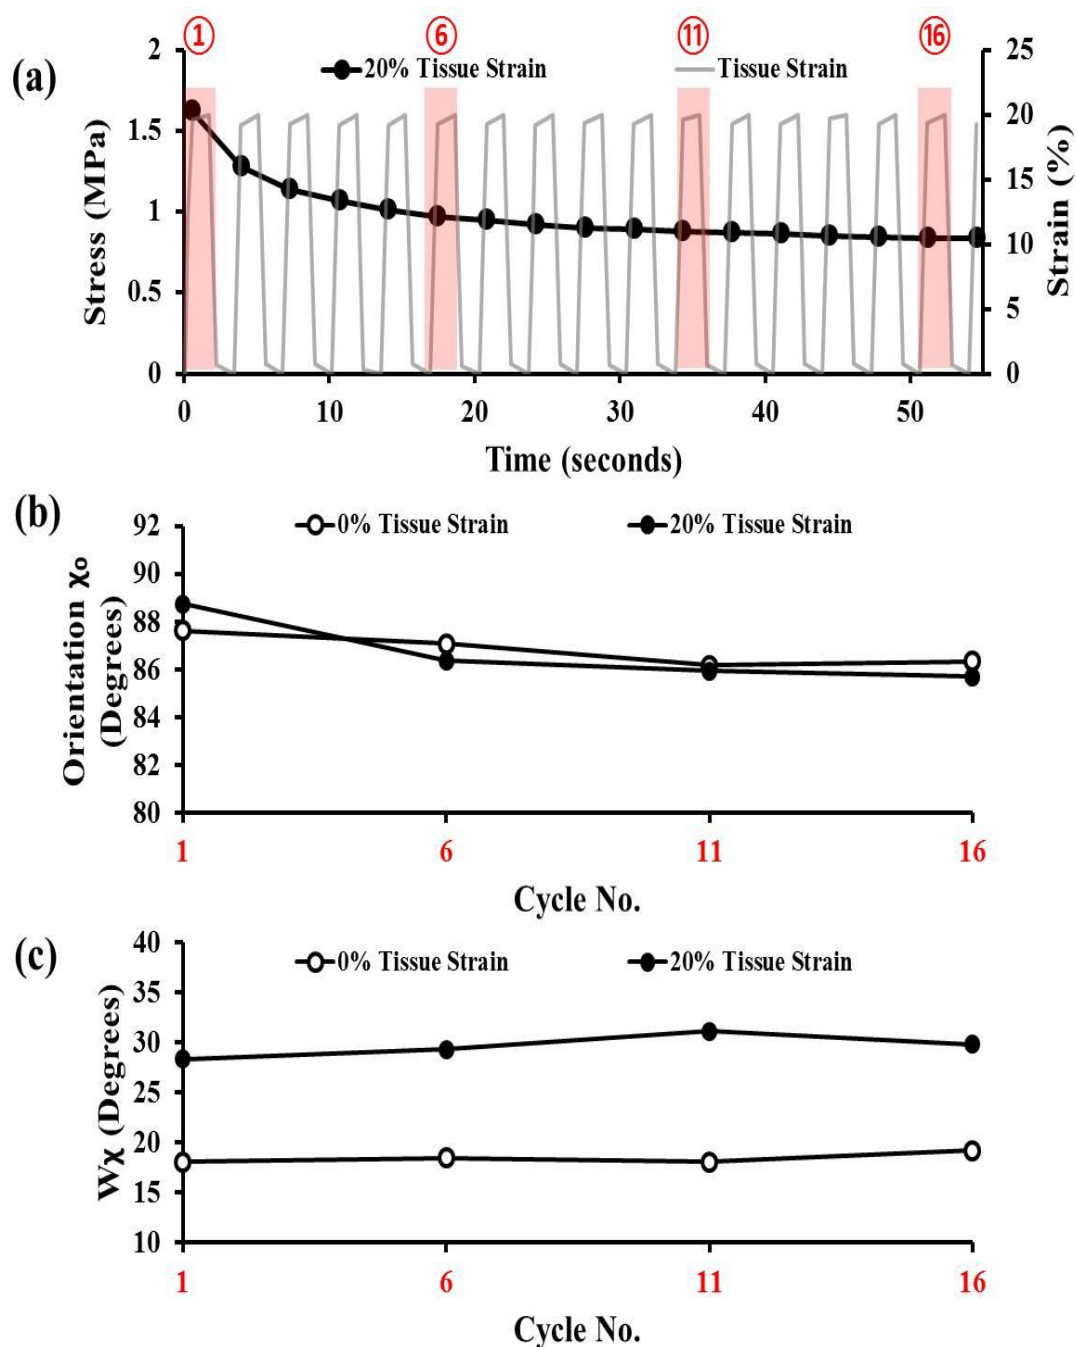 ① ⑥ ⑪ ⑯
(a)
20% Tissue Strain Tissue Strain
Stress (MPa)
2
1.5
1
0.5
0
25
20
15
10
5
0
Strain (%)
0 10 20 30 40 50
Time (seconds)
(b)
0% Tissue Strain 20% Tissue Strain
Orientation χo
(Degrees)
92
90
88
86
84
82
80
1 6 11 16
Cycle No.
(c)
0% Tissue Strain 20% Tissue Strain
Wχ (Degrees)
40
35
30
25
20
15
10
1 6 11 16
Cycle No.